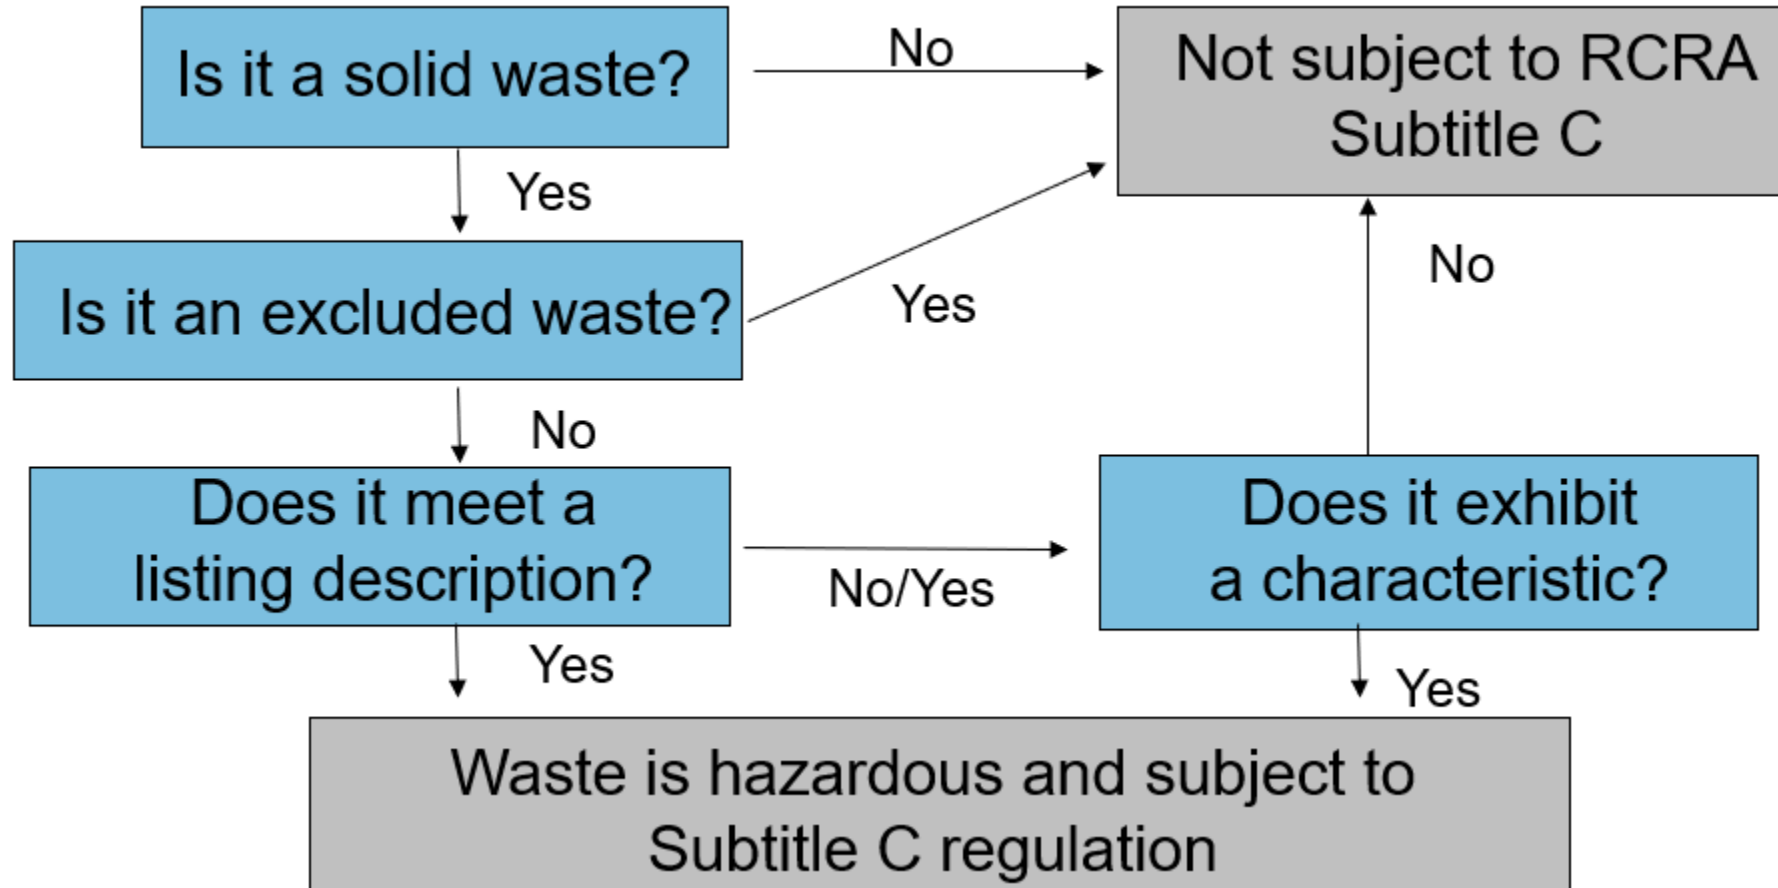 Is it a solid waste?
No
Not subject to RCRA
Subtitle C
Yes
Is it an excluded waste?
Yes
No
No
Does it meet a
listing description?
No/Yes
Does it exhibit
a characteristic?
Yes
Yes
Waste is hazardous and subject to
Subtitle C regulation